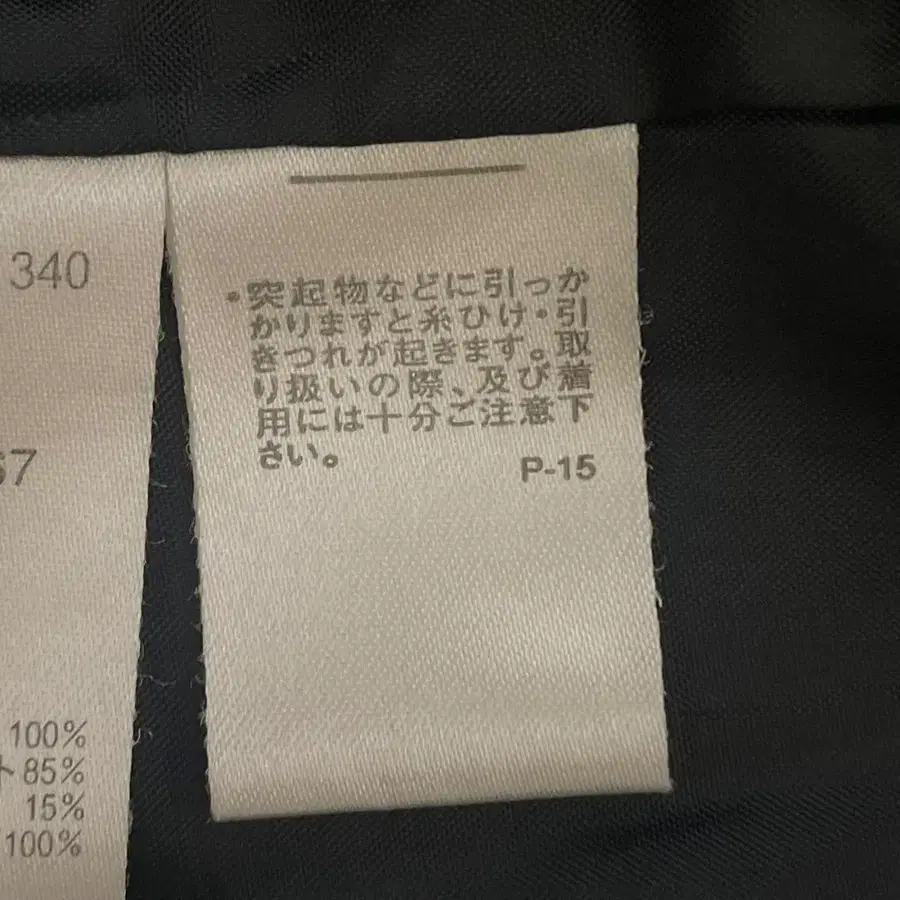 340
67
100%
ト85%
15%
100%
・突起物などに引っか
かりますと糸ひけ・引
きつれが起きます。取
り扱いの際、及び着
用には十分ご注意下
さい。
P-15